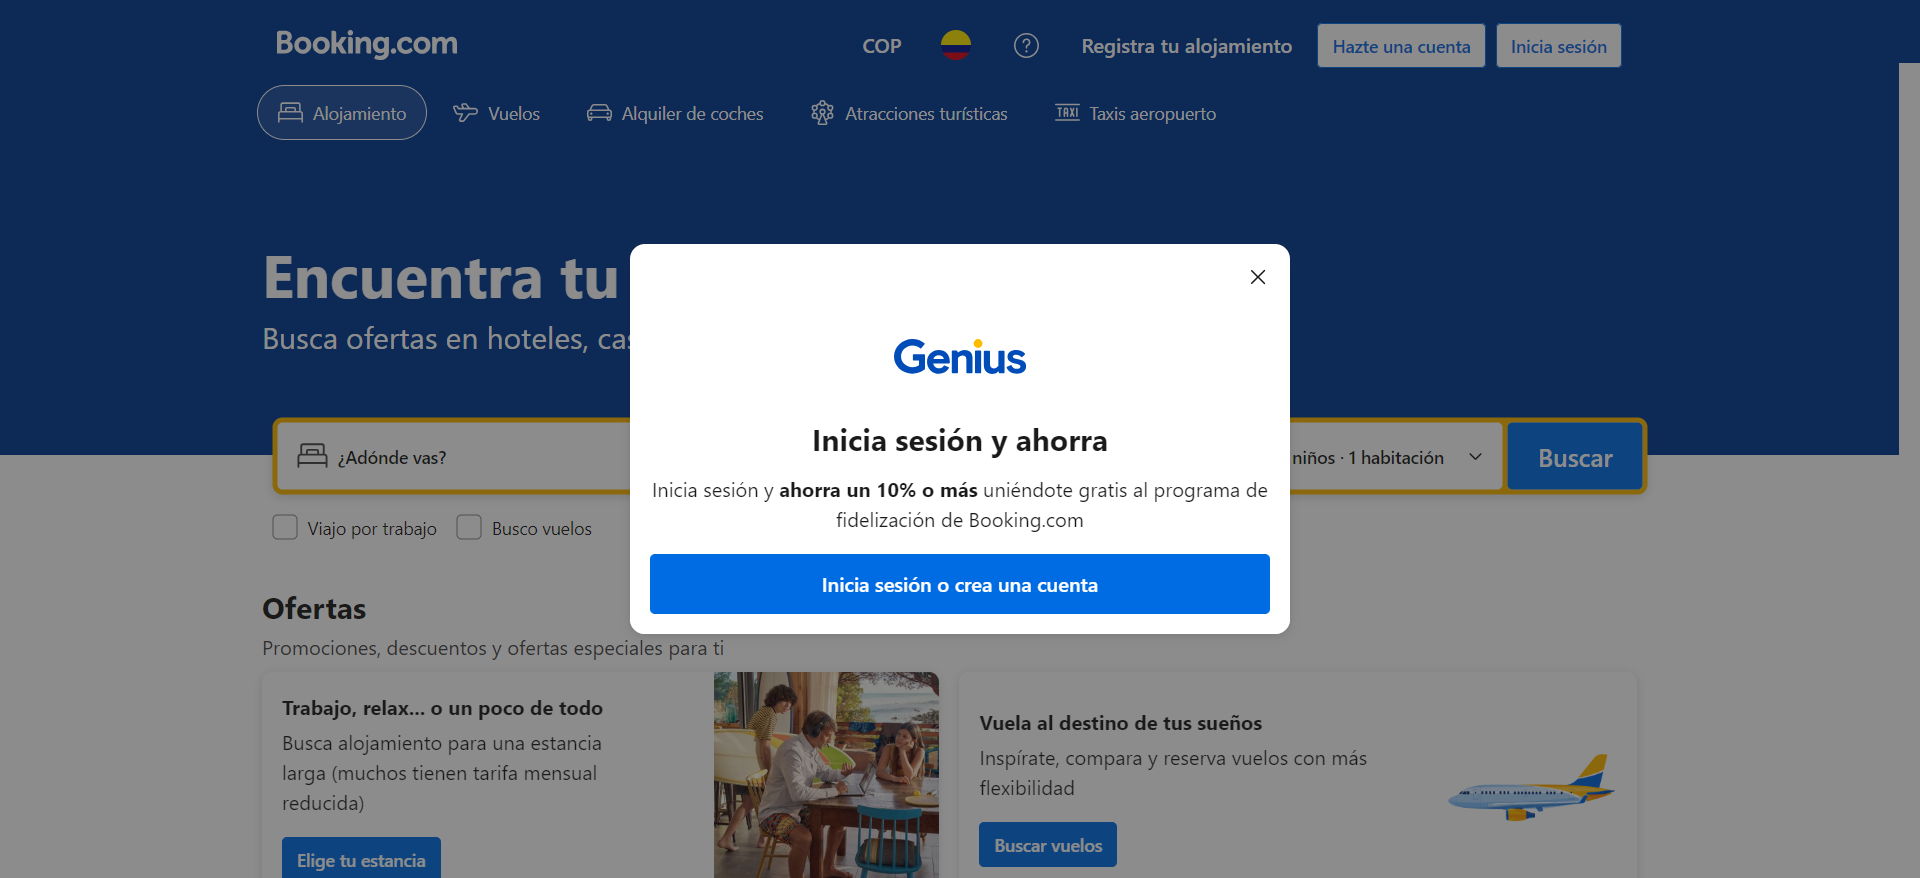 Booking.com
COP
Registra tu alojamiento
Hazte una cuenta
Inicia sesión
Alojamiento
Vuelos
Alquiler de coches
Atracciones turísticas
TAXI
Taxis aeropuerto
Encuentra tu
Busca ofertas en hoteles, cas
Genius
Inicia sesión y ahorra
Inicia sesión y ahorra un 10% o más uniéndote gratis al programa de
fidelización de Booking.com
Inicia sesión o crea una cuenta
¿Adónde vas?
niños · 1 habitación
Buscar
Viajo por trabajo
Busco vuelos
Ofertas
Promociones, descuentos y ofertas especiales para ti
Trabajo, relax... o un poco de todo
Busca alojamiento para una estancia
larga (muchos tienen tarifa mensual
reducida)
Elige tu estancia
Vuela al destino de tus sueños
Inspírate, compara y reserva vuelos con más
flexibilidad
Buscar vuelos